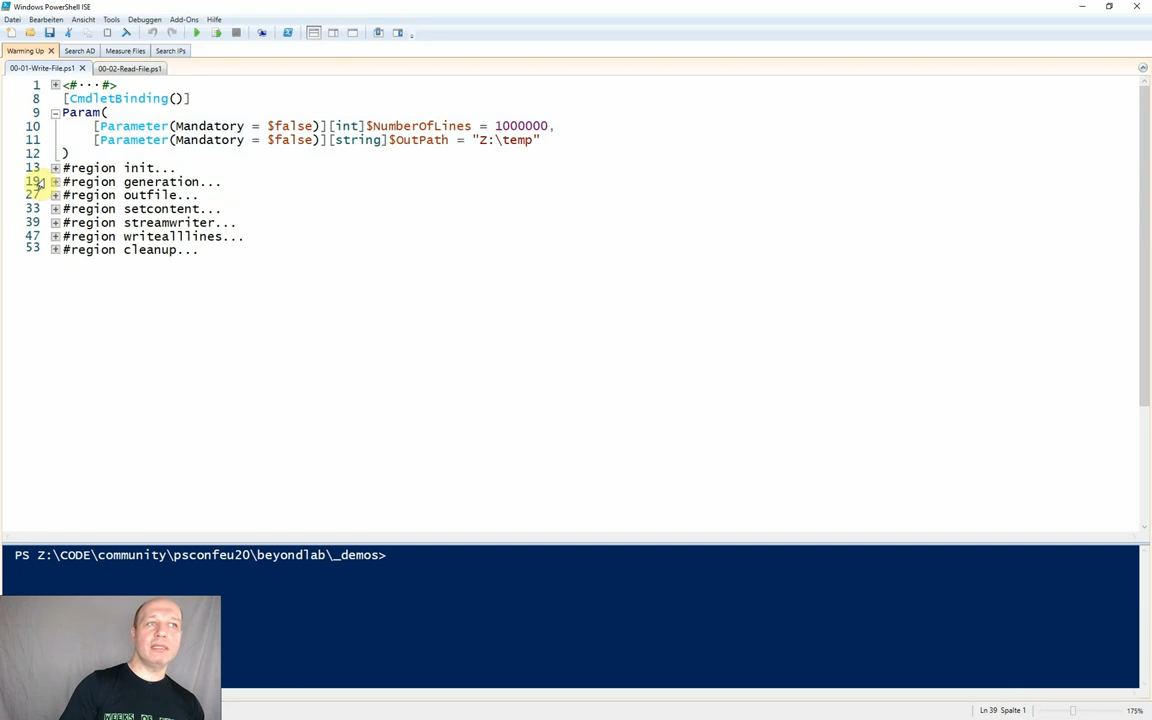 Windows PowerShell ISE
Datei Bearbeiten Ansicht Tools Debuggen Add-Ons Hilfe
Warming Up Search AD Measure Files Search IPs
00-01-Write-File.ps1 00-02-Read-File.ps1
1 <#···#>
8 [CmdletBinding()]
9 Param(
10 [Parameter(Mandatory = $false)][int]$NumberOfLines = 1000000,
11 [Parameter(Mandatory = $false)][string]$OutPath = "Z:\temp"
12 )
13 #region init...
19 #region generation...
27 #region outfile...
33 #region setcontent...
39 #region streamwriter...
47 #region writealllines...
53 #region cleanup...
PS Z:\CODE\community\psconfeu20\beyondlab\_demos>
Ln 39 Spalte 1 175%